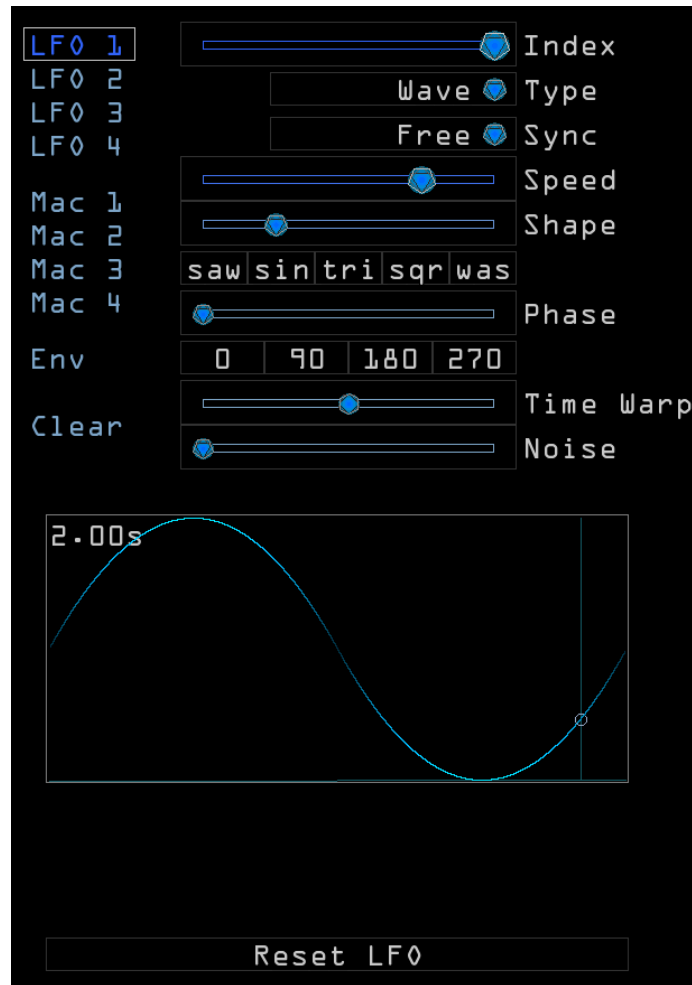 LFO 1
LFO 2
LFO 3
LFO 4
Mac 1
Mac 2
Mac 3
Mac 4
Env
Clear
Index
Wave Type
Free Sync
Speed
Shape
saw sin tri sqr was
Phase
0 90 180 270
Time Warp
Noise
2.00s
Reset LFO